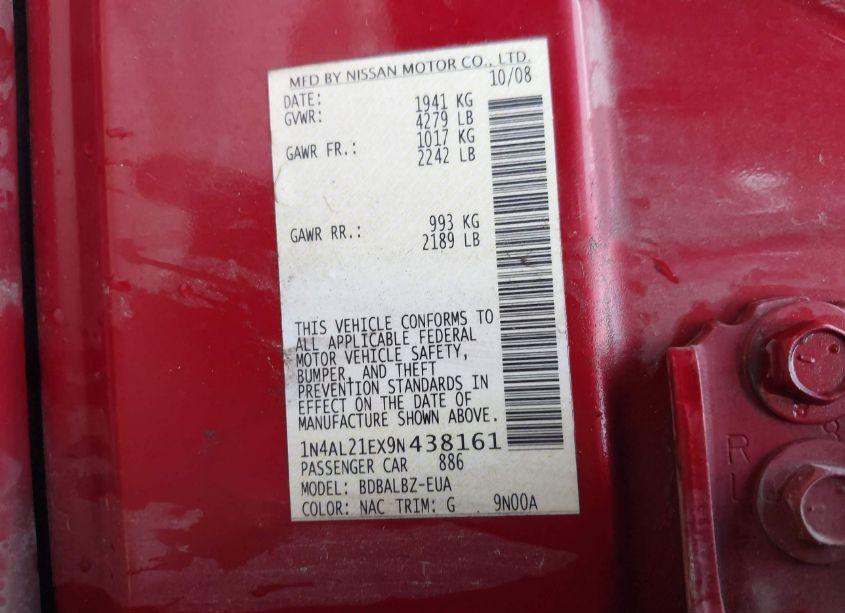 MFD BY NISSAN MOTOR CO., LTD.
DATE: 10/08
GVWR: 1941 KG
4279 LB
GAWR FR.: 1017 KG
2242 LB
GAWR RR.: 993 KG
2189 LB
THIS VEHICLE CONFORMS TO
ALL APPLICABLE FEDERAL
MOTOR VEHICLE SAFETY,
BUMPER, AND THEFT
PREVENTION STANDARDS IN
EFFECT ON THE DATE OF
MANUFACTURE SHOWN ABOVE.
1N4AL21EX9N438161
PASSENGER CAR 886
MODEL: BDBALBZ-EUA
COLOR: NAC TRIM: G 9N00A
R